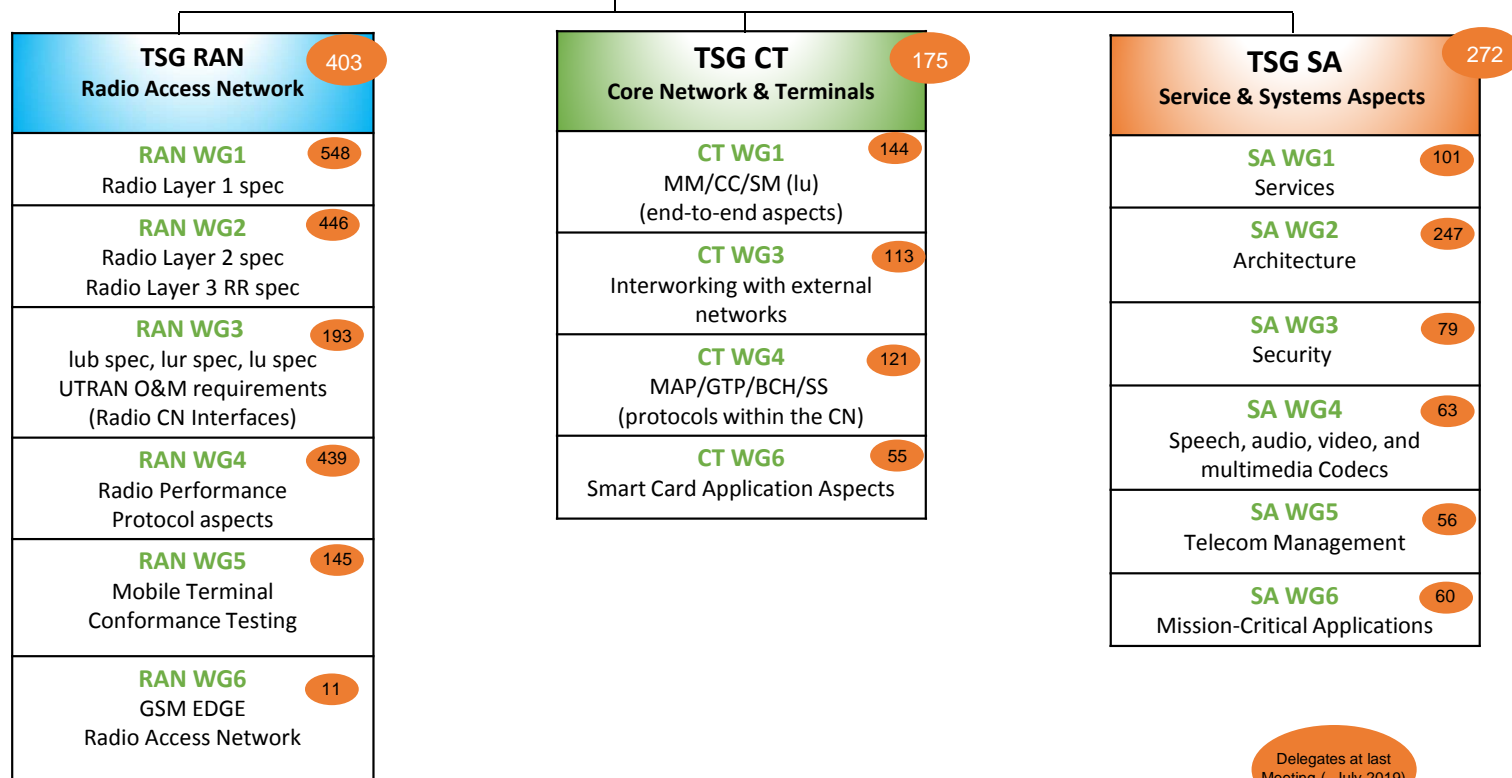 TSG RAN
Radio Access Network
403
RAN WG1
548
Radio Layer 1 spec
RAN WG2
446
Radio Layer 2 spec
Radio Layer 3 RR spec
RAN WG3
193
lub spec, lur spec, lu spec
UTRAN O&M requirements
(Radio CN Interfaces)
RAN WG4
439
Radio Performance
Protocol aspects
RAN WG5
145
Mobile Terminal
Conformance Testing
RAN WG6
11
GSM EDGE
Radio Access Network
TSG CT
Core Network & Terminals
175
CT WG1
144
MM/CC/SM (lu)
(end-to-end aspects)
CT WG3
113
Interworking with external
networks
CT WG4
121
MAP/GTP/BCH/SS
(protocols within the CN)
CT WG6
55
Smart Card Application Aspects
TSG SA
Service & Systems Aspects
272
SA WG1
101
Services
SA WG2
247
Architecture
SA WG3
79
Security
SA WG4
63
Speech, audio, video, and
multimedia Codecs
SA WG5
56
Telecom Management
SA WG6
60
Mission-Critical Applications
Delegates at last
Meeting (- July 2019)